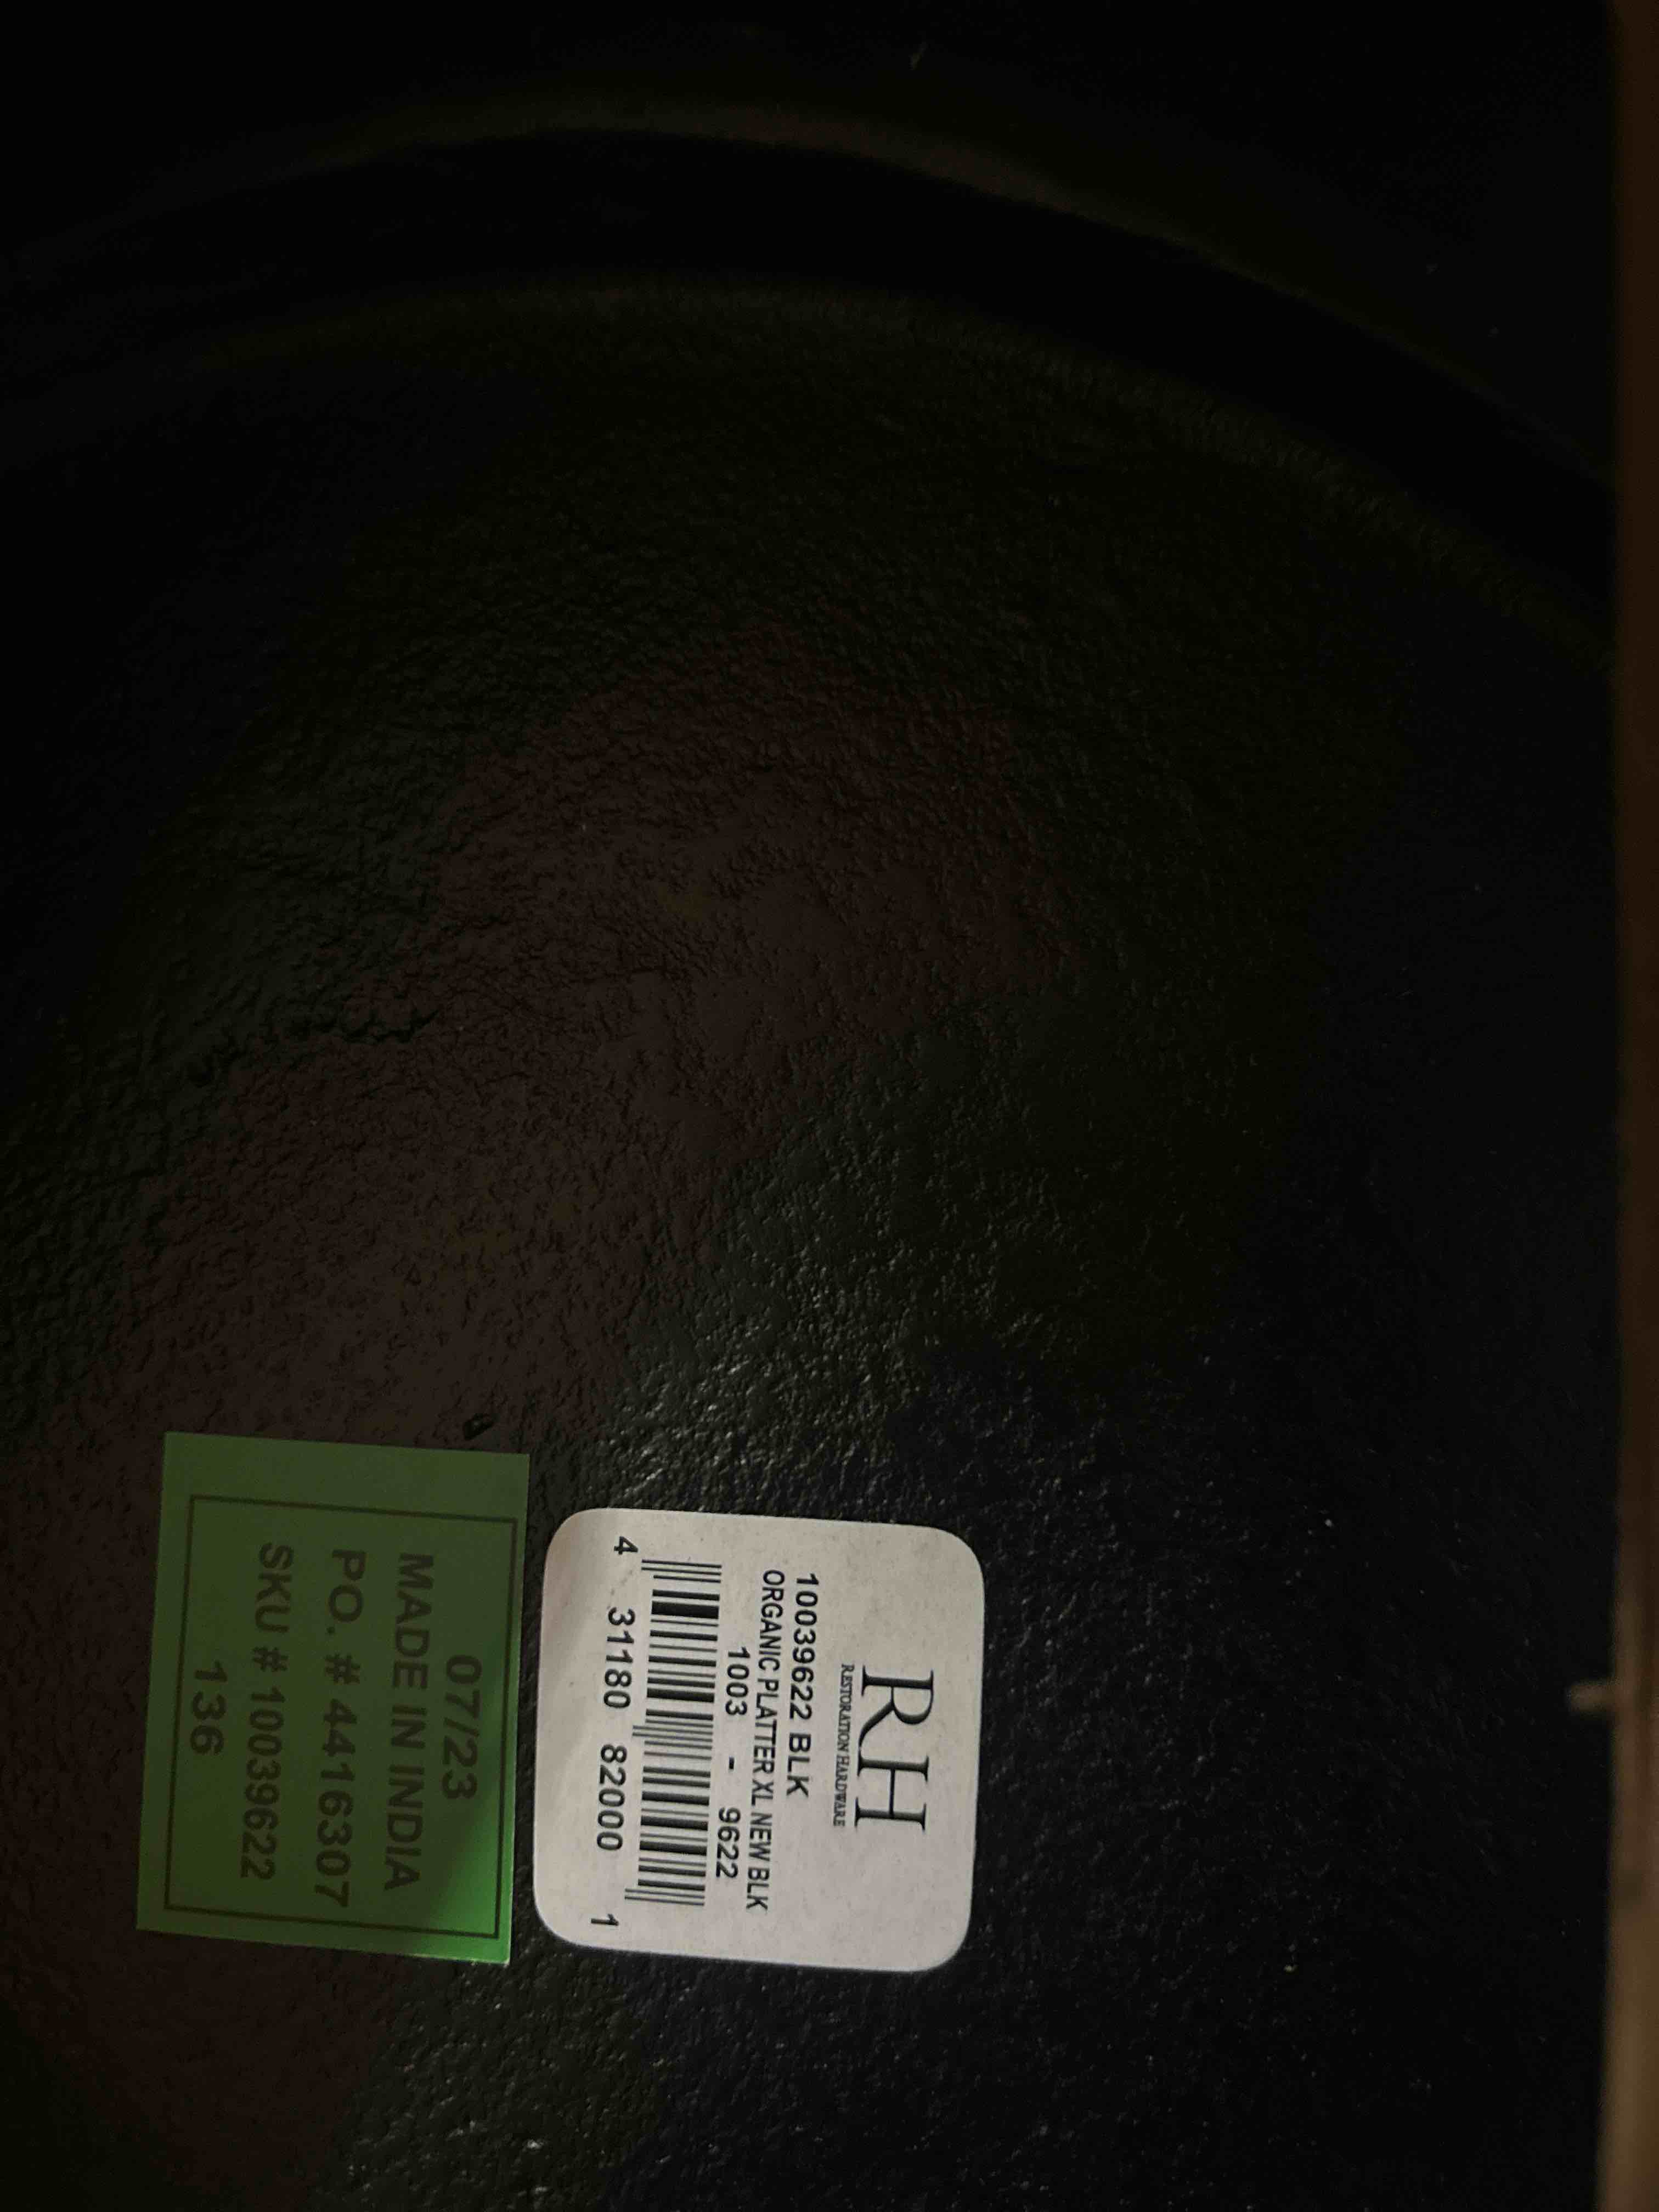 RH
RESTORATION HARDWARE
10039622 BLK
ORGANIC PLATTER XL NEW BLK
1003 - 9622
4 31180 82000 1
07/23
MADE IN INDIA
PO. # 4416307
SKU # 10039622
136